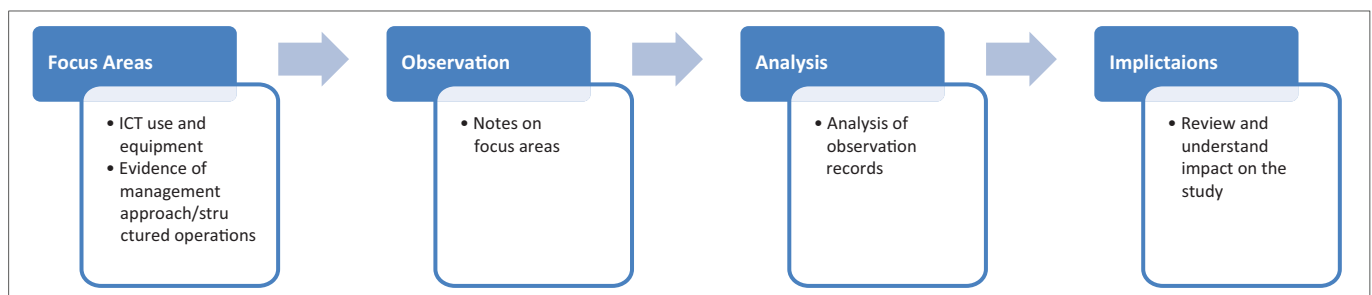 Focus Areas
• ICT use and
equipment
• Evidence of
management
approach/stru
ctured operations
Observation
• Notes on
focus areas
Analysis
• Analysis of
observation
records
Implictaions
• Review and
understand
impact on the
study